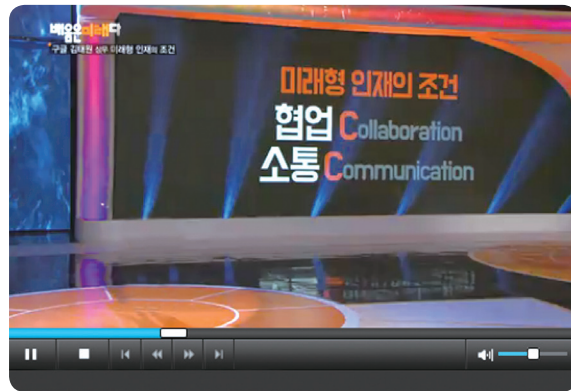 배움은 미래다
구글 김태원 상무 미래형 인재의 조건
미래형 인재의 조건
협업 Collaboration
소통 Communication